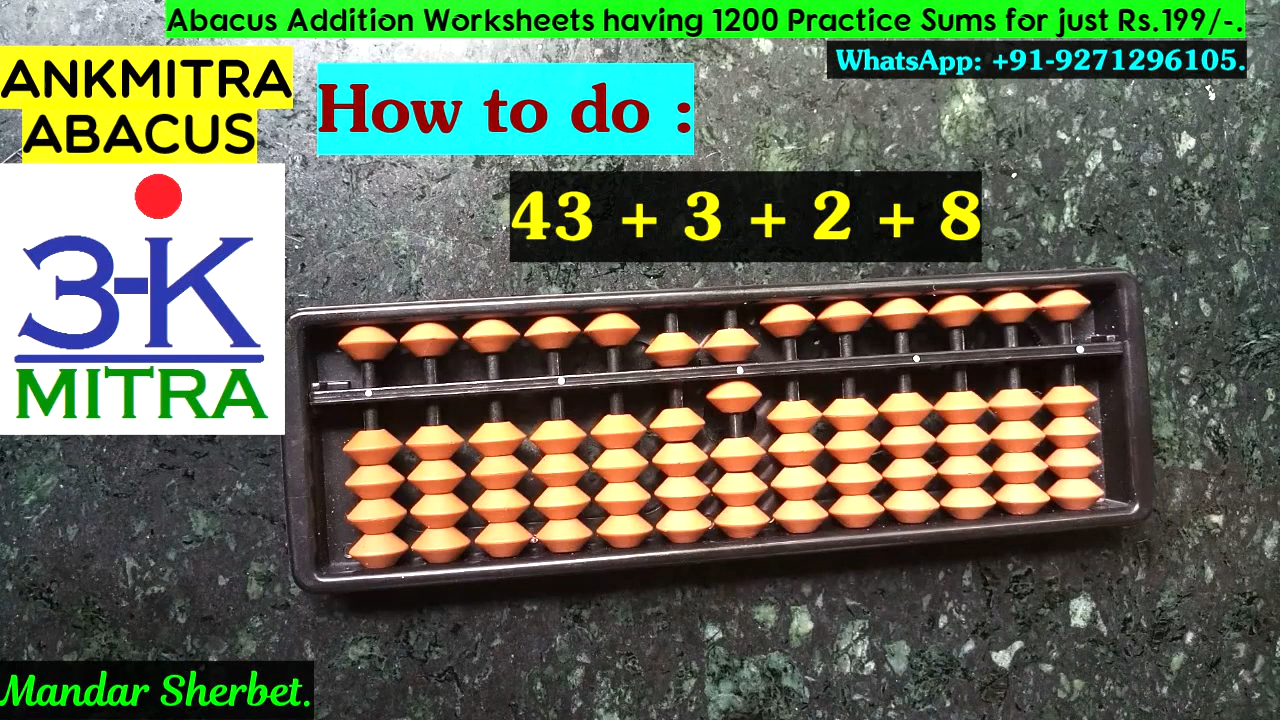 Abacus Addition Worksheets having 1200 Practice Sums for just Rs.199/-.
WhatsApp: +91-9271296105.
ANKMITRA
ABACUS
How to do :
3-K
MITRA
43 + 3 + 2 + 8
Mandar Sherbet.